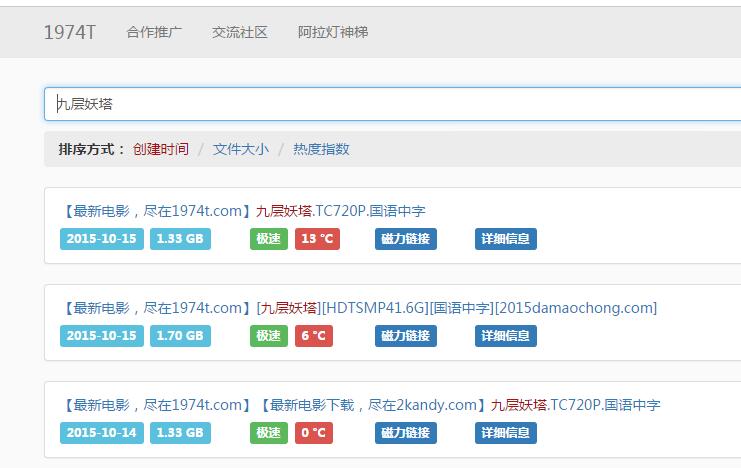 1974T 合作推广 交流社区 阿拉灯神梯
九层妖塔
排序方式： 创建时间 / 文件大小 / 热度指数
【最新电影，尽在1974t.com】九层妖塔.TC720P.国语中字
2015-10-15 1.33 GB 极速 13 ℃ 磁力链接 详细信息
【最新电影，尽在1974t.com】[九层妖塔][HDTSMP41.6G][国语中字][2015damaochong.com]
2015-10-15 1.70 GB 极速 6 ℃ 磁力链接 详细信息
【最新电影，尽在1974t.com】【最新电影下载，尽在2kandy.com】九层妖塔.TC720P.国语中字
2015-10-14 1.33 GB 极速 0 ℃ 磁力链接 详细信息